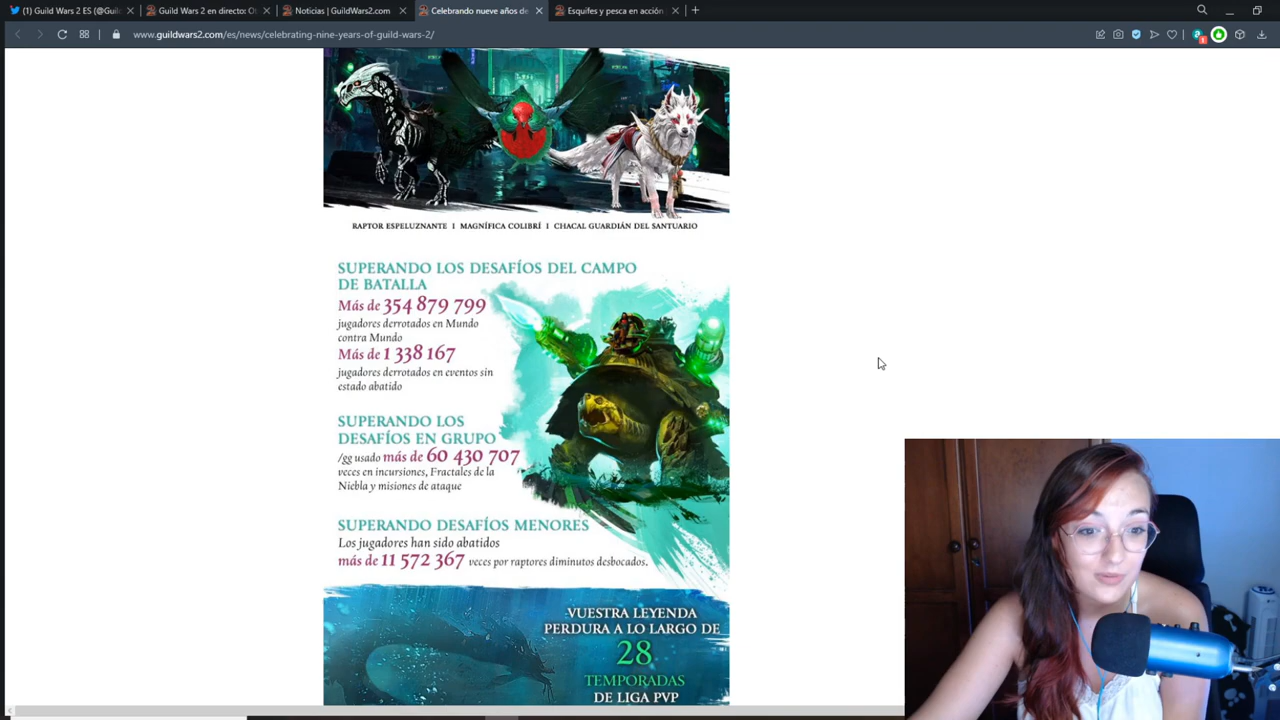 (1) Guild Wars 2 ES (@Guil
Guild Wars 2 en directo: Ot
Noticias | GuildWars2.com
Celebrando nueve años de
Esquifes y pesca en acción
88
www.guildwars2.com/es/news/celebrating-nine-years-of-guild-wars-2/
1
RAPTOR ESPELUZNANTE I MAGNÍFICA COLIBRÍ I CHACAL GUARDIÁN DEL SANTUARIO
SUPERANDO LOS DESAFÍOS DEL CAMPO
DE BATALLA
Más de 354 879 799
jugadores derrotados en Mundo
contra Mundo
Más de 1 338 167
jugadores derrotados en eventos sin
estado abatido
SUPERANDO LOS
DESAFÍOS EN GRUPO
/gg usado más de 60 430 707
veces en incursiones, Fractales de la
Niebla y misiones de ataque
SUPERANDO DESAFÍOS MENORES
Los jugadores han sido abatidos
más de 11 572 367 veces por raptores diminutos desbocados.
VUESTRA LEYENDA
PERDURA A LO LARGO DE
28
TEMPORADAS
DE LIGA PVP